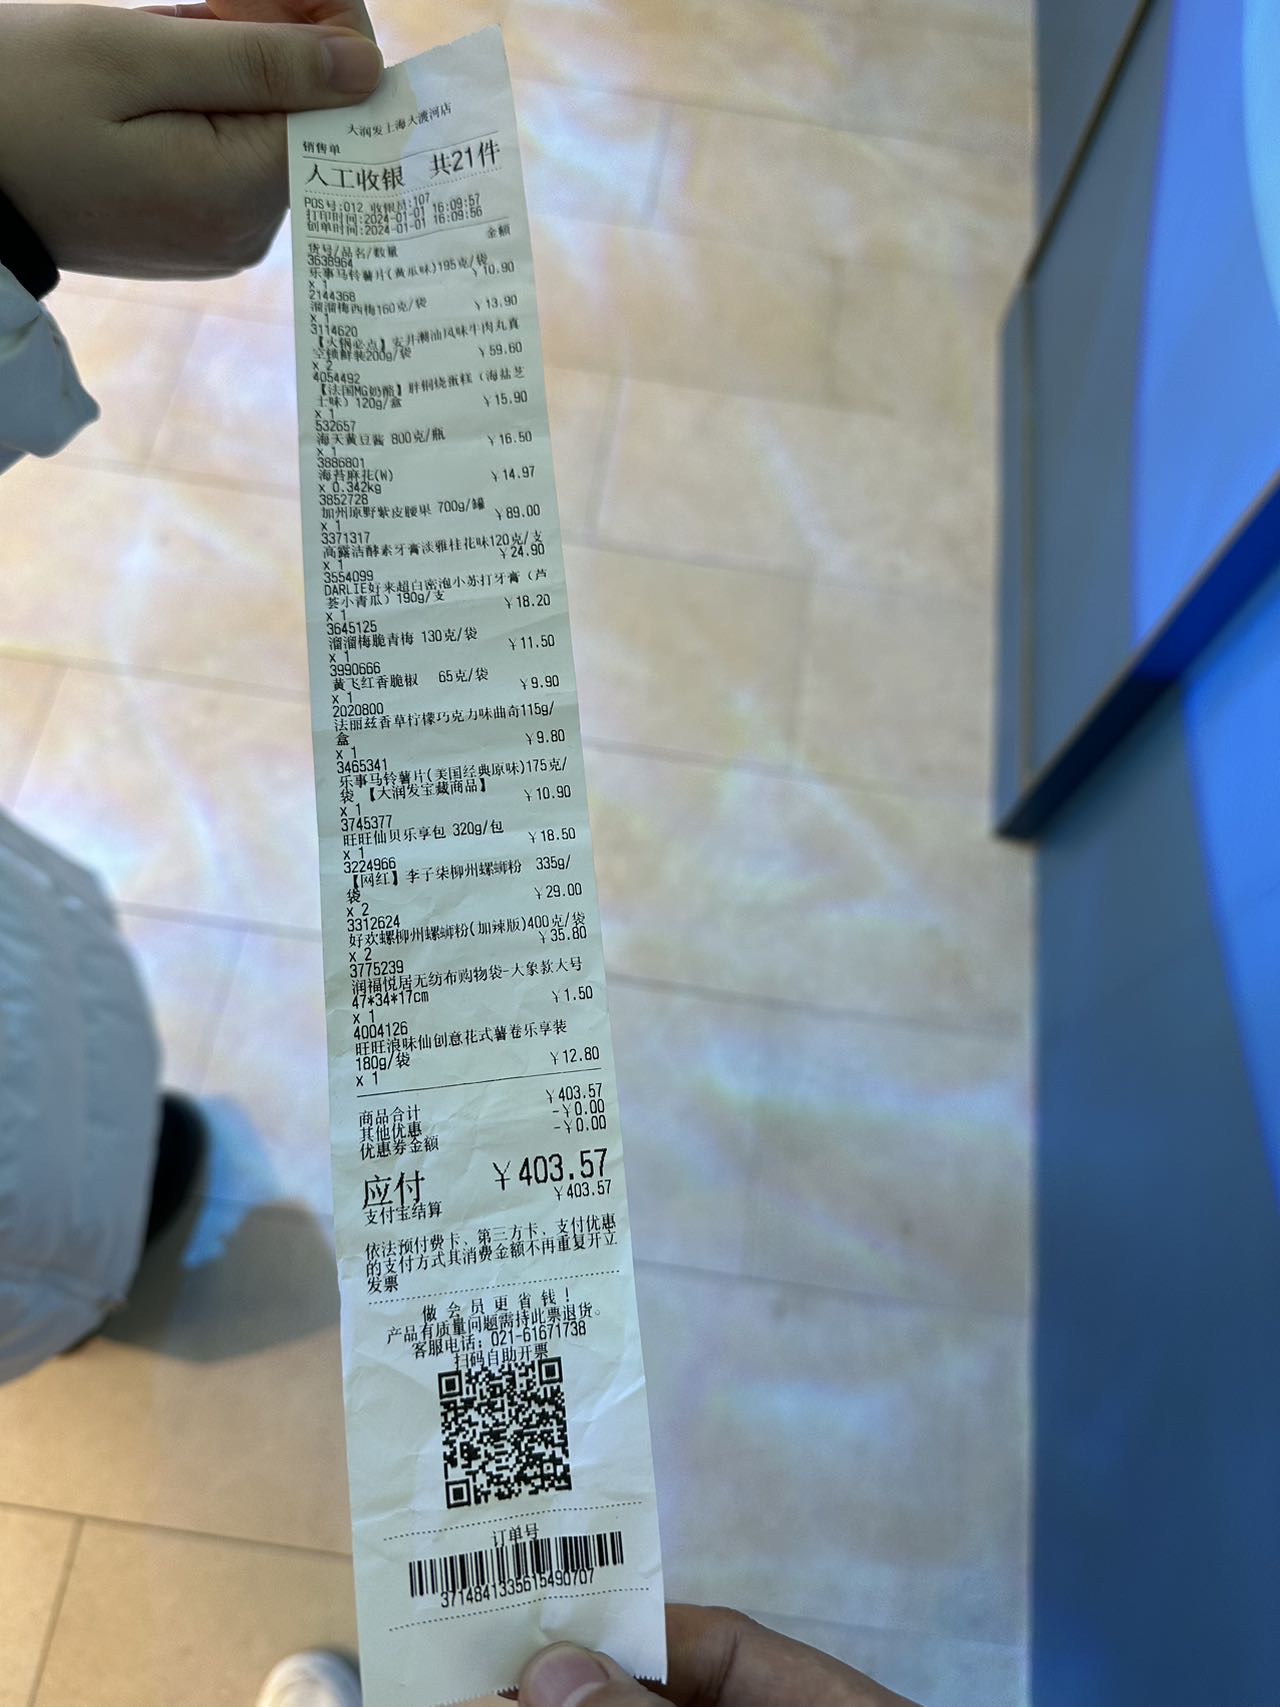 大润发上海大渡河店
销售单
人工收银 共21件
POS号:012 收银员:107
打印时间:2024-01-01 16:09:57
创单时间:2024-01-01 16:09:56
货号/品名/数量 金额
3638964
乐事马铃薯片(黄瓜味)195克/袋
x 1 ¥10.90
2144368
溜溜梅西梅160克/袋 ¥13.90
x 1
3114620
【火锅必点】安井潮汕风味牛肉丸真
空锁鲜装200g/袋 ¥59.60
x 2
4054492
【法国MG奶酪】胖铜烧蛋糕（海盐芝
士味）120g/盒 ¥15.90
x 1
532657
海天黄豆酱 800克/瓶 ¥16.50
x 1
3886801
海苔麻花(W) ¥14.97
x 0.342kg
3852728
加州原野紫皮腰果 700g/罐 ¥89.00
x 1
3371317
高露洁酵素牙膏淡雅桂花味120克/支
x 1 ¥24.90
3554099
DARLIE好来超白密泡小苏打牙膏（芦
荟小青瓜）190g/支 ¥18.20
x 1
3645125
溜溜梅脆青梅 130克/袋 ¥11.50
x 1
3990666
黄飞红香脆椒 65克/袋 ¥9.90
x 1
2020800
法丽兹香草柠檬巧克力味曲奇115g/
盒 ¥9.80
x 1
3465341
乐事马铃薯片(美国经典原味)175克/
袋 【大润发宝藏商品】 ¥10.90
x 1
3745377
旺旺仙贝乐享包 320g/包 ¥18.50
x 1
3224966
【网红】李子柒柳州螺蛳粉 335g/
袋 ¥29.00
x 2
3312624
好欢螺柳州螺蛳粉(加辣版)400克/袋
x 2 ¥35.80
3775239
润福悦居无纺布购物袋-大象款大号
47*34*17cm ¥1.50
x 1
4004126
旺旺浪味仙创意花式薯卷乐享装
180g/袋 ¥12.80
x 1
商品合计 ¥403.57
其他优惠 -¥0.00
优惠券金额 -¥0.00
应付 ¥403.57
支付宝结算 ¥403.57
依法预付费卡、第三方卡、支付优惠
的支付方式其消费金额不再重复开立
发票
做会员更省钱！
产品有质量问题需持此票退货。
客服电话：021-61671738
扫码自助开票
订单号
3714841335615490707